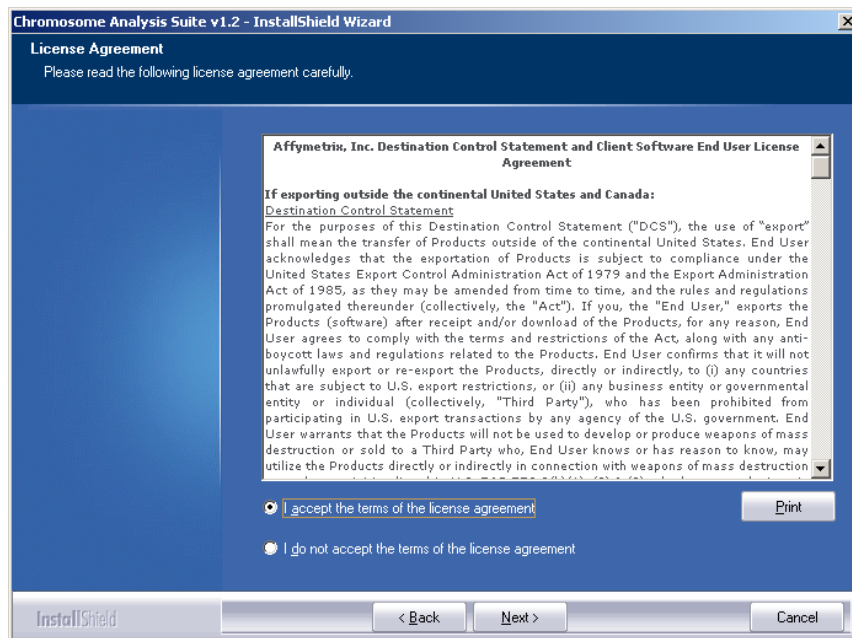 Chromosome Analysis Suite v1.2 - InstallShield Wizard
License Agreement
Please read the following license agreement carefully.
Affymetrix, Inc. Destination Control Statement and Client Software End User License
Agreement
If exporting outside the continental United States and Canada:
Destination Control Statement
For the purposes of this Destination Control Statement ("DCS"), the use of “export”
shall mean the transfer of Products outside of the continental United States. End User
acknowledges that the exportation of Products is subject to compliance under the
United States Export Control Administration Act of 1979 and the Export Administration
Act of 1985, as they may be amended from time to time, and the rules and regulations
promulgated thereunder (collectively, the "Act"). If you, the "End User," exports the
Products (software) after receipt and/or download of the Products, for any reason, End
User agrees to comply with the terms and restrictions of the Act, along with any anti-
boycott laws and regulations related to the Products. End User confirms that it will not
unlawfully export or re-export the Products, directly or indirectly, to (i) any countries
that are subject to U.S. export restrictions, or (ii) any business entity or governmental
entity or individual (collectively, "Third Party"), who has been prohibited from
participating in U.S. export transactions by any agency of the U.S. government. End
User warrants that the Products will not be used to develop or produce weapons of mass
destruction or sold to a Third Party who, End User knows or has reason to know, may
utilize the Products directly or indirectly in connection with weapons of mass destruction
I accept the terms of the license agreement
Print
I do not accept the terms of the license agreement
InstallShield
< Back
Next >
Cancel